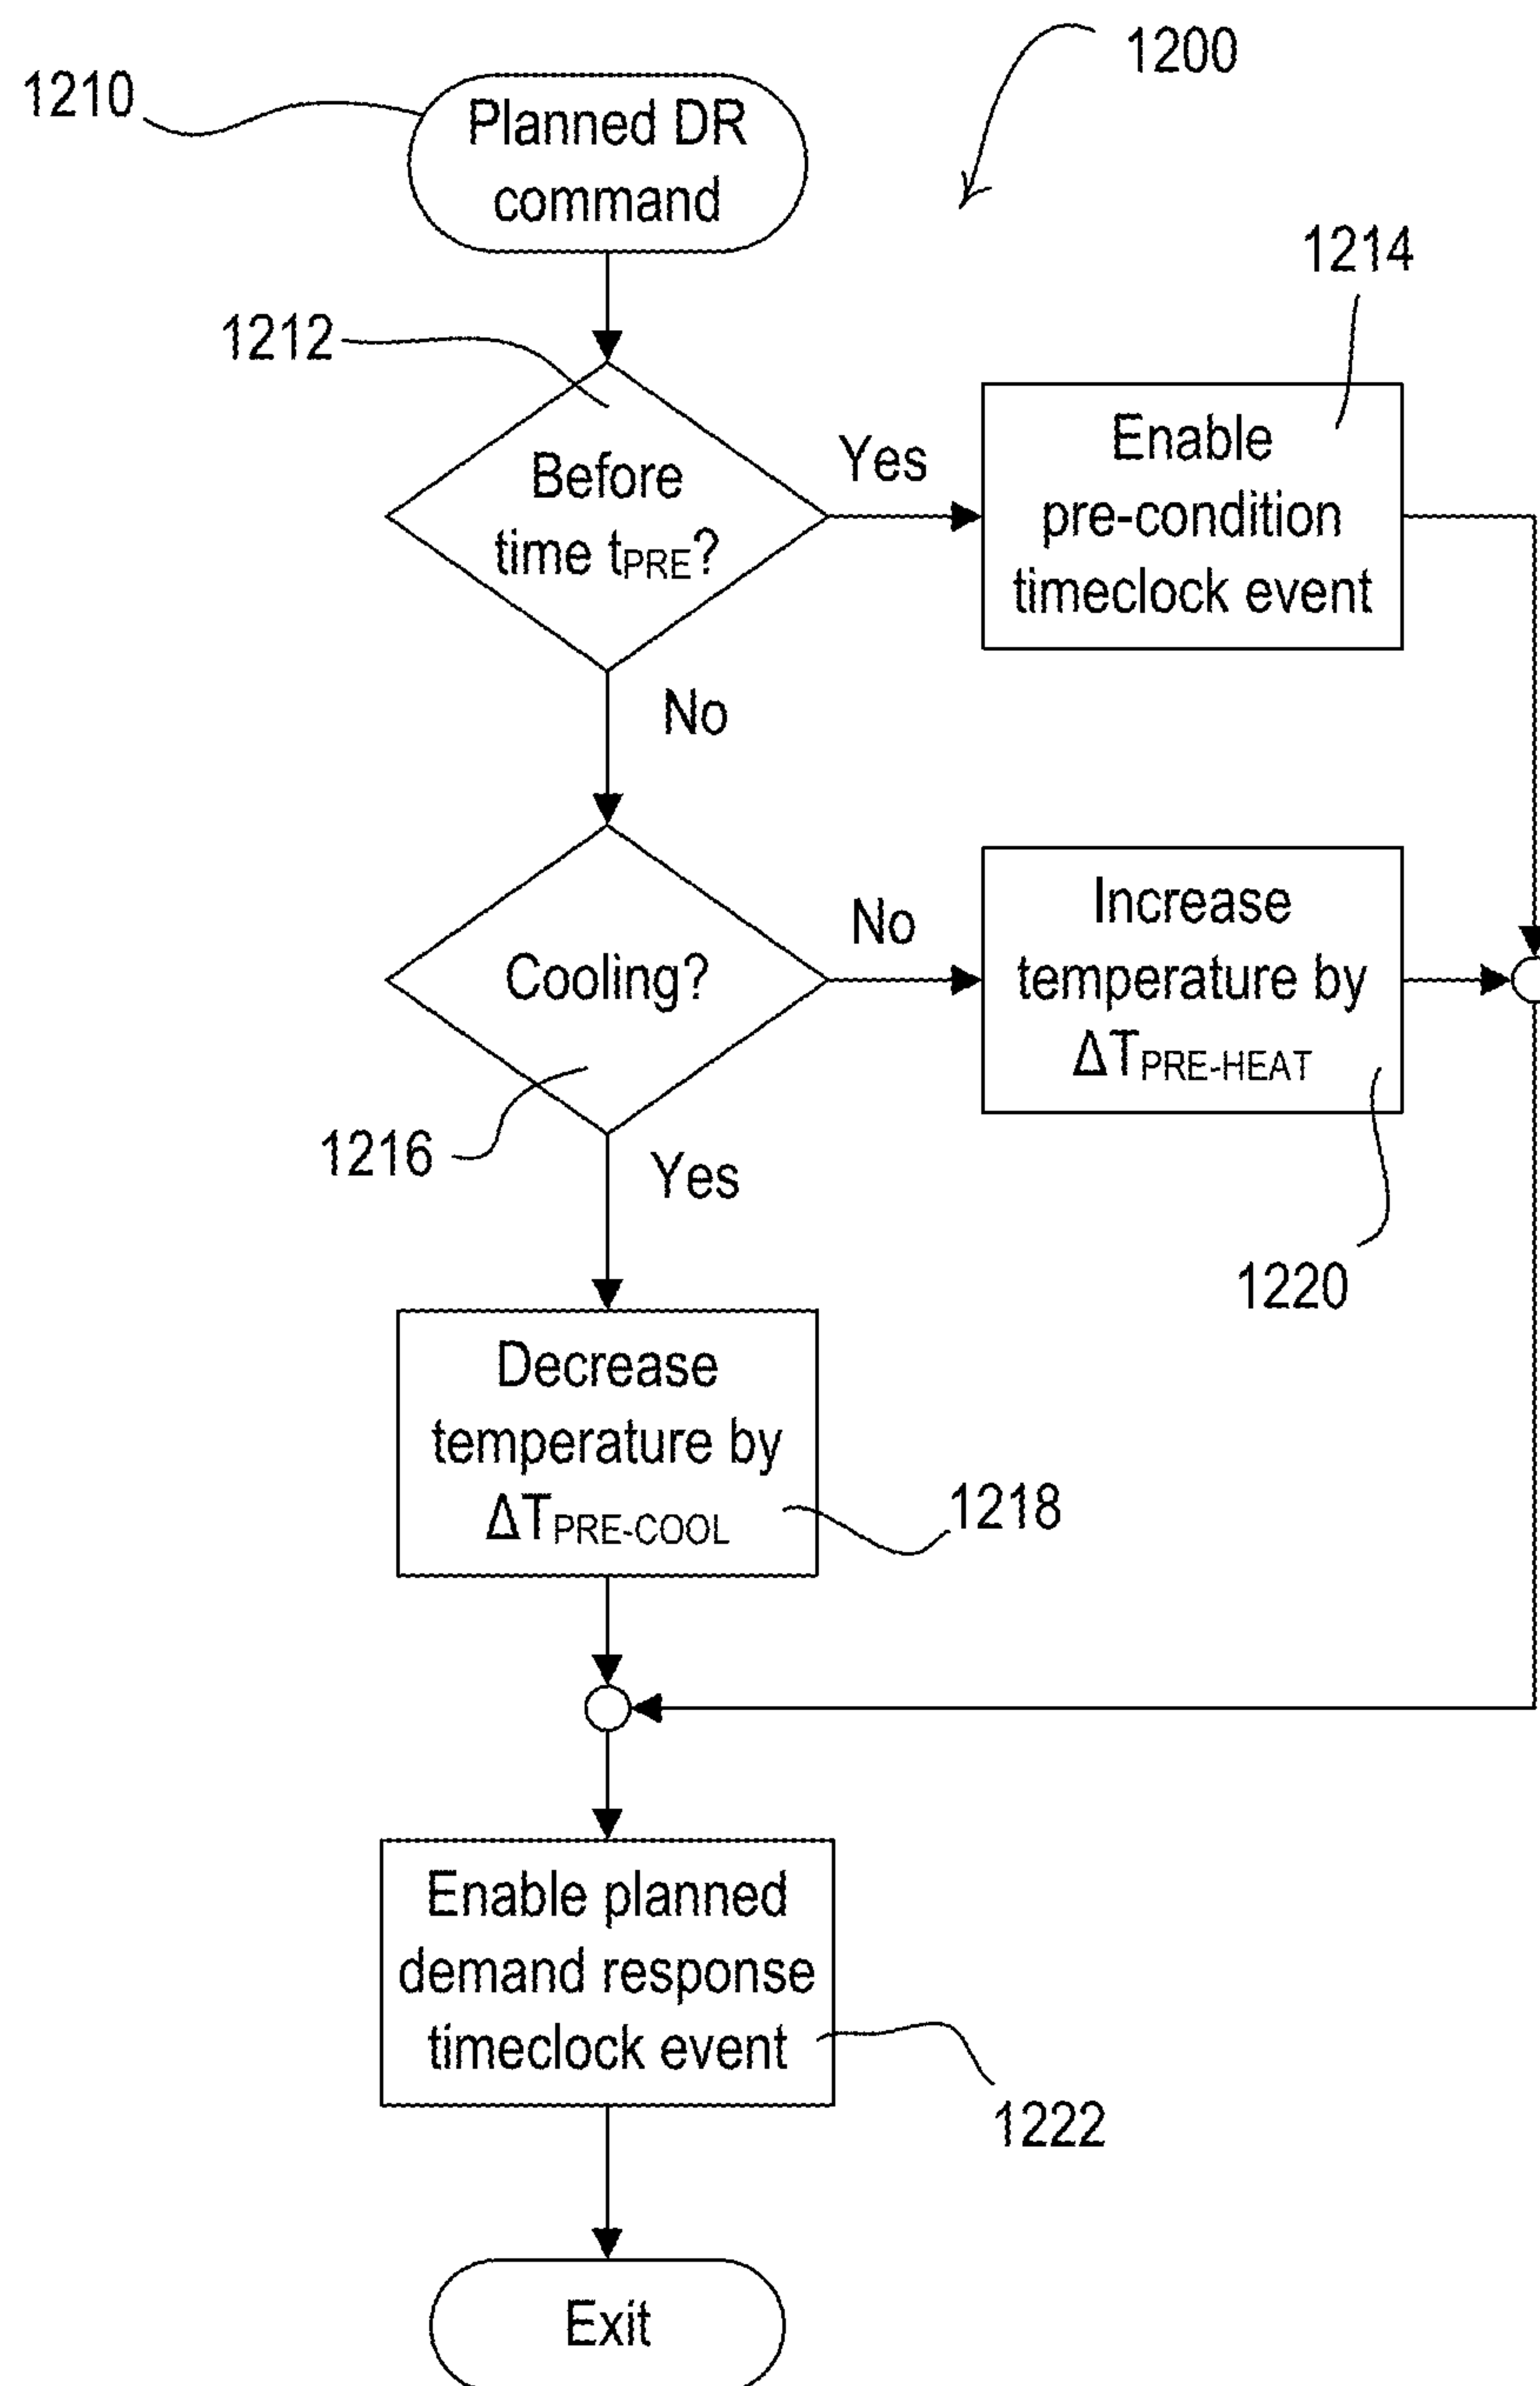 1200
1210
Planned DR
command
1212
1214
Before
time tPRE?
Yes
Enable
pre-condition
timeclock event
No
Cooling?
No
Increase
temperature by
ΔTPRE-HEAT
1216
Yes
1220
Decrease
temperature by
ΔTPRE-COOL
1218
Enable planned
demand response
timeclock event
1222
Exit